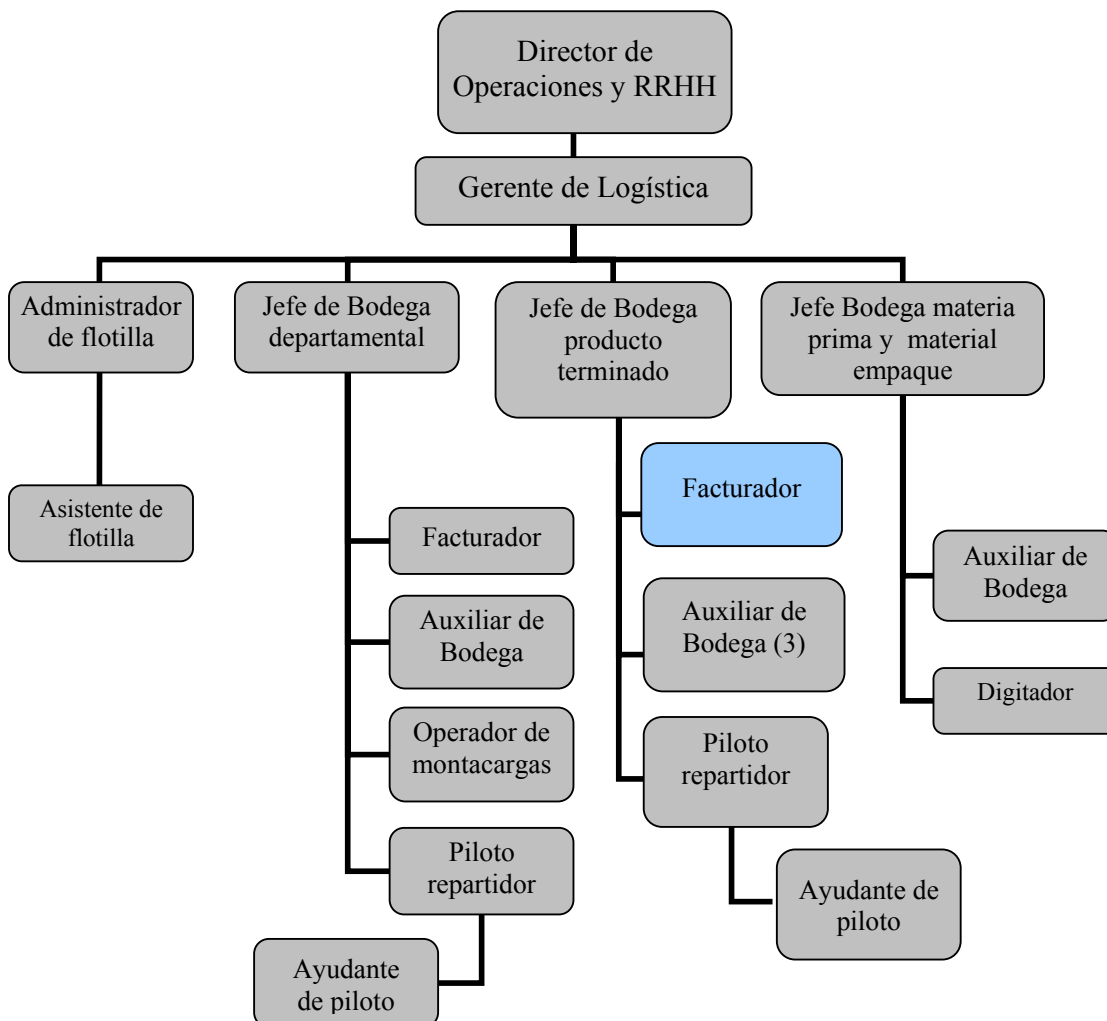 Director de
Operaciones y RRHH
Gerente de Logística
Administrador
de flotilla
Jefe de Bodega
departamental
Jefe de Bodega
producto
terminado
Jefe Bodega materia
prima y material
empaque
Asistente de
flotilla
Facturador
Auxiliar de
Bodega
Operador de
montacargas
Piloto
repartidor
Ayudante
de piloto
Facturador
Auxiliar de
Bodega (3)
Piloto
repartidor
Ayudante de
piloto
Auxiliar de
Bodega
Digitador